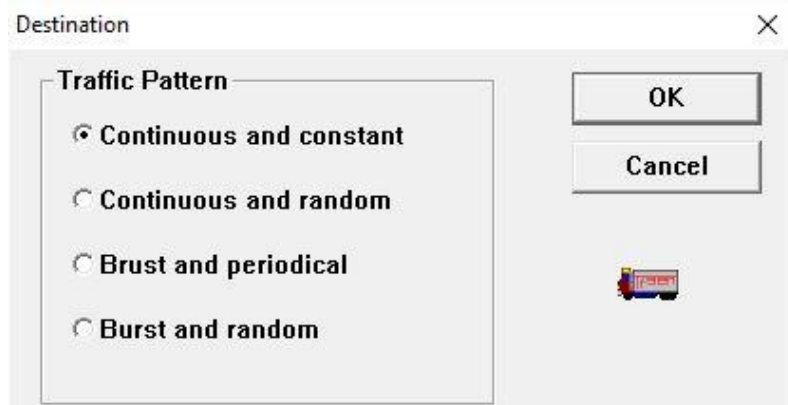 Destination
Traffic Pattern
Continuous and constant
Continuous and random
Brust and periodical
Burst and random
OK
Cancel